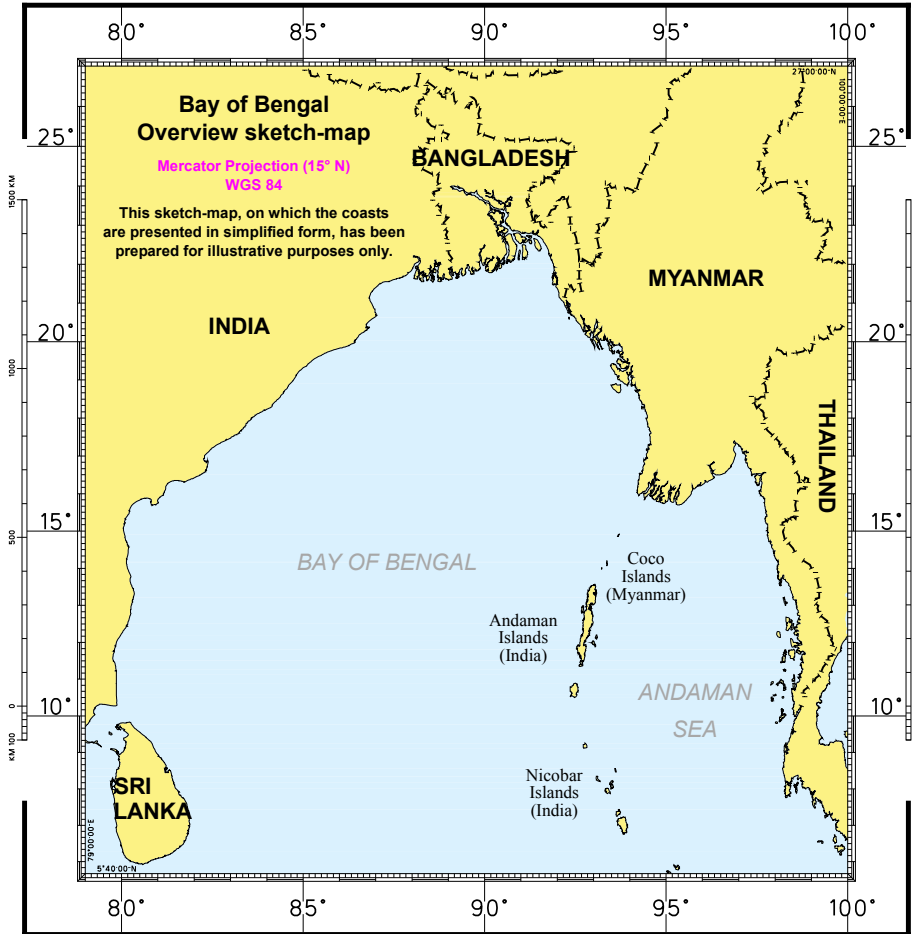 80° 85° 90° 95° 100°
27°00'00"N
100°00'00"E
Bay of Bengal
Overview sketch-map
Mercator Projection (15° N)
WGS 84
This sketch-map, on which the coasts
are presented in simplified form, has been
prepared for illustrative purposes only.
25° 25°
BANGLADESH
1500 KM
MYANMAR
INDIA
20° 20°
1000
THAILAND
15° 15°
500
BAY OF BENGAL
Coco
Islands
(Myanmar)
Andaman
Islands
(India)
ANDAMAN
SEA
10° 10°
0
KM 100
Nicobar
Islands
(India)
SRI
LANKA
79°00'00"E
5°40'00"N
80° 85° 90° 95° 100°